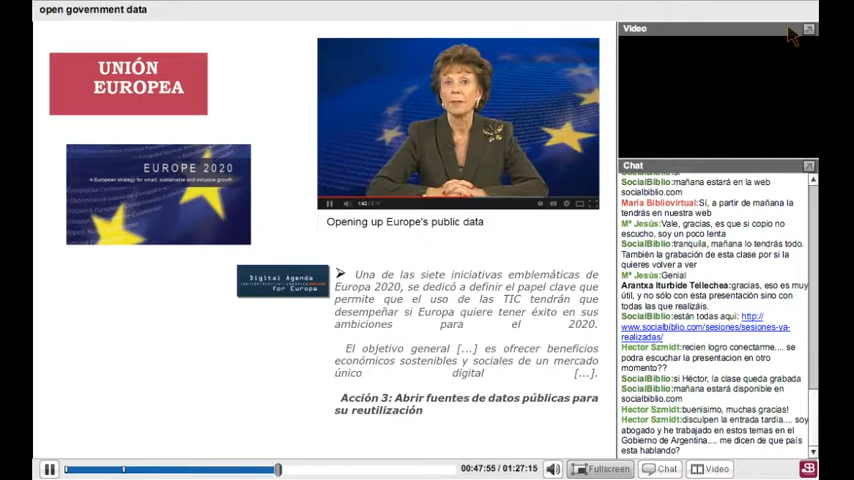 open government data
UNIÓN
EUROPEA
EUROPE 2020
A European strategy for smart, sustainable and inclusive growth
Opening up Europe's public data
Digital Agenda
for Europe
➢ Una de las siete iniciativas emblemáticas de
Europa 2020, se dedicó a definir el papel clave que
permite que el uso de las TIC tendrán que
desempeñar si Europa quiere tener éxito en sus
ambiciones para el 2020.
El objetivo general [...] es ofrecer beneficios
económicos sostenibles y sociales de un mercado
único digital [...].
Acción 3: Abrir fuentes de datos públicas para
su reutilización
Video
Chat
SocialBiblio:mañana estará en la web
socialbiblio.com
María Bibliovirtual:Sí, a partir de mañana la
tendrás en nuestra web
Mª Jesús:Vale, gracias, es que si copio no
escucho, soy un poco lenta
SocialBiblio:tranquila, mañana lo tendrás todo.
También la grabación de esta clase por si la
quieres volver a ver
Mª Jesús:Genial
Arantxa Iturbide Tellechea:gracias, eso es muy
útil, y no sólo con esta presentación sino con
todas las que realizáis.
SocialBiblio:están todas aqui: http://
www.socialbiblio.com/sesiones/sesiones-ya-
realizadas/
Hector Szmidt:recien logro conectarme.... se
podra escuchar la presentacion en otro
momento??
SocialBiblio:si Héctor, la clase queda grabada
SocialBiblio:mañana estará disponible en
socialbiblio.com
Hector Szmidt:buenisimo, muchas gracias!
Hector Szmidt:disculpen la entrada tardia.... soy
abogado y he trabajado en estos temas en el
Gobierno de Argentina.... me dicen de que país
esta hablando?
00:47:55 / 01:27:15
Fullscreen
Chat
Video